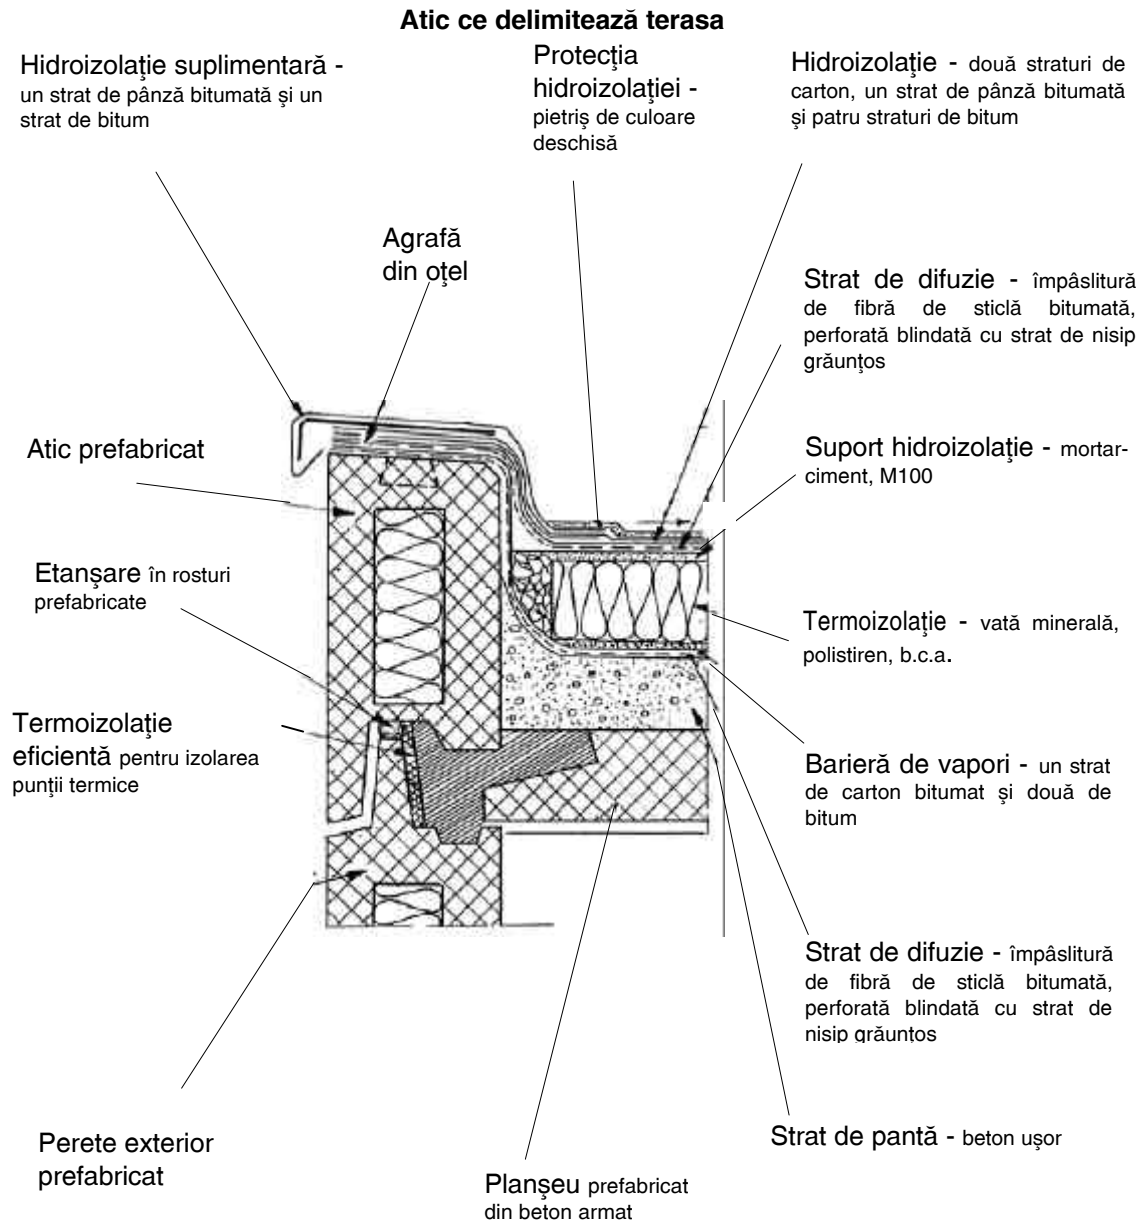 Atic ce delimitează terasa
Hidroizolaţie suplimentară -
un strat de pânză bitumată şi un
strat de bitum
Protecţia
hidroizolaţiei -
pietriş de culoare
deschisă
Hidroizolaţie - două straturi de
carton, un strat de pânză bitumată
şi patru straturi de bitum
Agrafă
din oţel
Strat de difuzie - împâslitură
de fibră de sticlă bitumată,
perforată blindată cu strat de nisip
grăunţos
Atic prefabricat
Suport hidroizolaţie - mortar-
ciment, M100
Etanşare în rosturi
prefabricate
Termoizolaţie - vată minerală,
polistiren, b.c.a.
Termoizolaţie
eficientă pentru izolarea
punţii termice
Barieră de vapori - un strat
de carton bitumat şi două de
bitum
Strat de difuzie - împâslitură
de fibră de sticlă bitumată,
perforată blindată cu strat de
nisip grăunţos
Perete exterior
prefabricat
Strat de pantă - beton uşor
Planşeu prefabricat
din beton armat